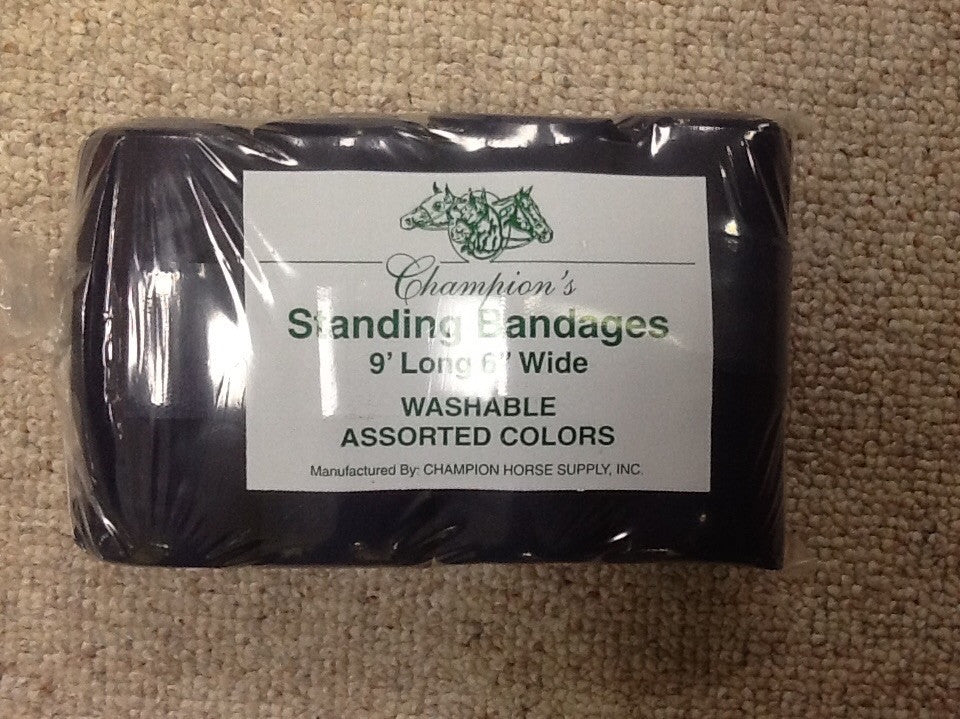 Champion's
Standing Bandages
9' Long 6" Wide
WASHABLE
ASSORTED COLORS
Manufactured By: CHAMPION HORSE SUPPLY, INC.